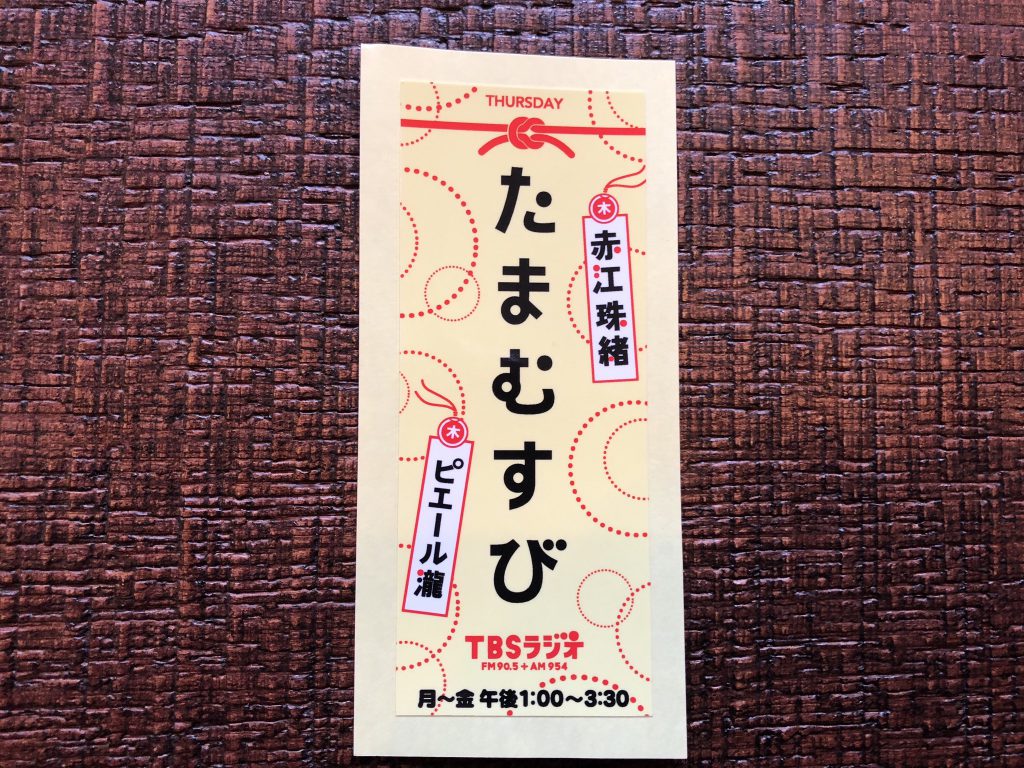 THURSDAY
たまむすび
木
赤江珠緒
木
ピエール瀧
TBSラジオ
FM90.5+AM954
月〜金 午後1:00〜3:30